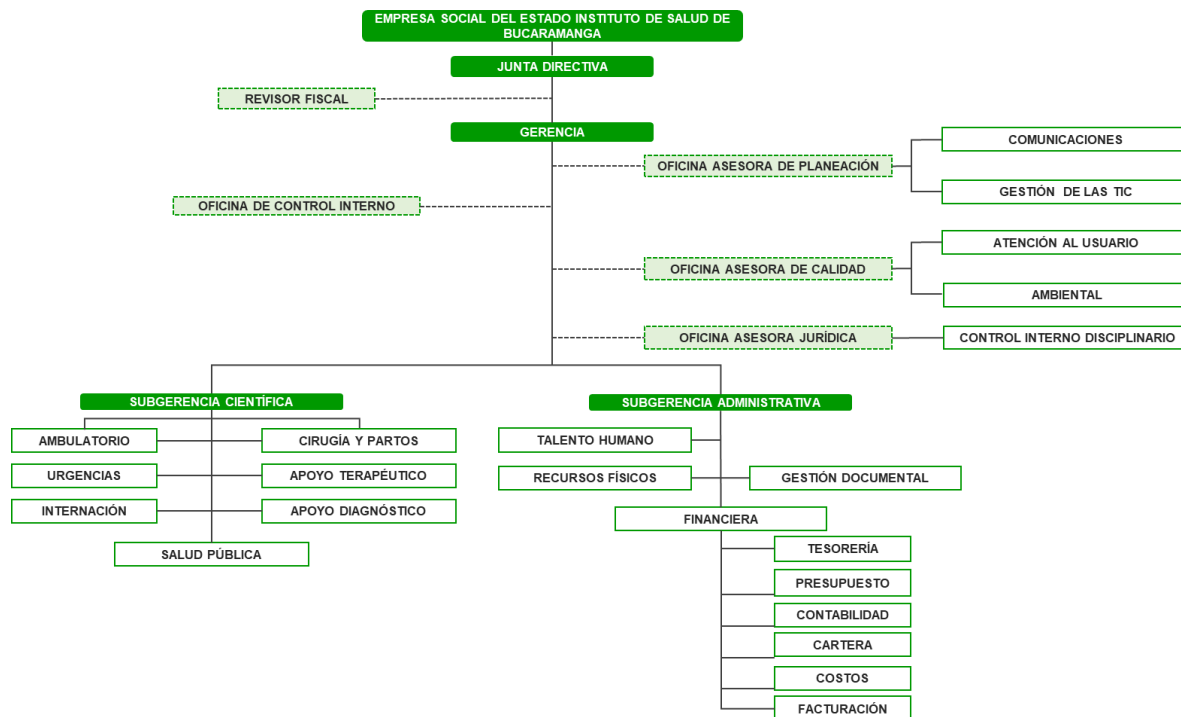 EMPRESA SOCIAL DEL ESTADO INSTITUTO DE SALUD DE
BUCARAMANGA
JUNTA DIRECTIVA
REVISOR FISCAL
GERENCIA
COMUNICACIONES
OFICINA ASESORA DE PLANEACIÓN
GESTIÓN DE LAS TIC
OFICINA DE CONTROL INTERNO
ATENCIÓN AL USUARIO
OFICINA ASESORA DE CALIDAD
AMBIENTAL
OFICINA ASESORA JURÍDICA
CONTROL INTERNO DISCIPLINARIO
SUBGERENCIA CIENTÍFICA
SUBGERENCIA ADMINISTRATIVA
AMBULATORIO
CIRUGÍA Y PARTOS
TALENTO HUMANO
URGENCIAS
APOYO TERAPÉUTICO
RECURSOS FÍSICOS
GESTIÓN DOCUMENTAL
INTERNACIÓN
APOYO DIAGNÓSTICO
FINANCIERA
SALUD PÚBLICA
TESORERÍA
PRESUPUESTO
CONTABILIDAD
CARTERA
COSTOS
FACTURACIÓN